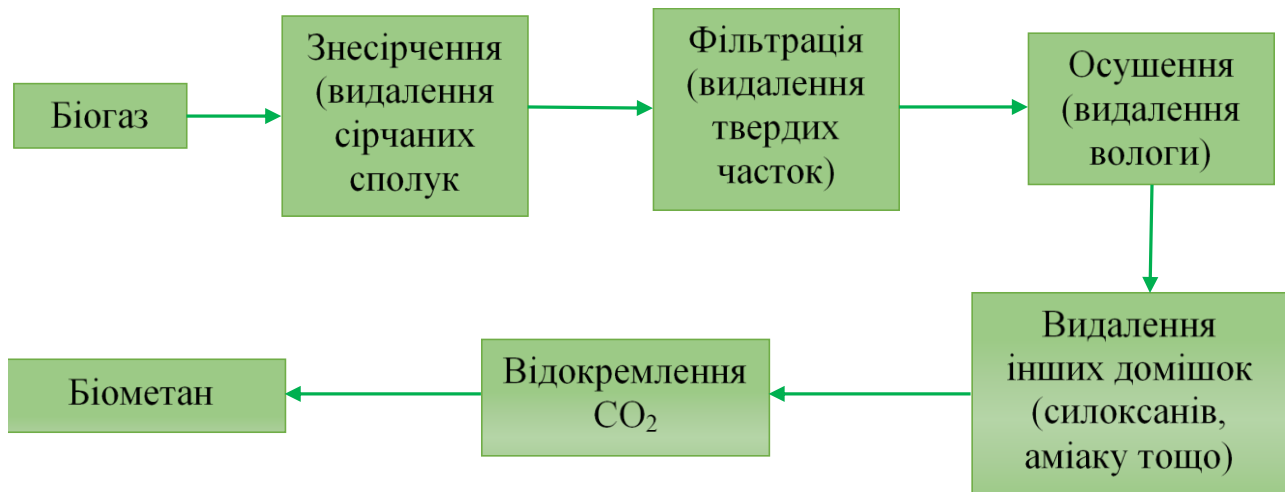 Біогаз
Знесірчення
(видалення
сірчаних
сполук
Фільтрація
(видалення
твердих
часток)
Осушення
(видалення
вологи)
Видалення
інших домішок
(силоксанів,
аміаку тощо)
Відокремлення
CO₂
Біометан